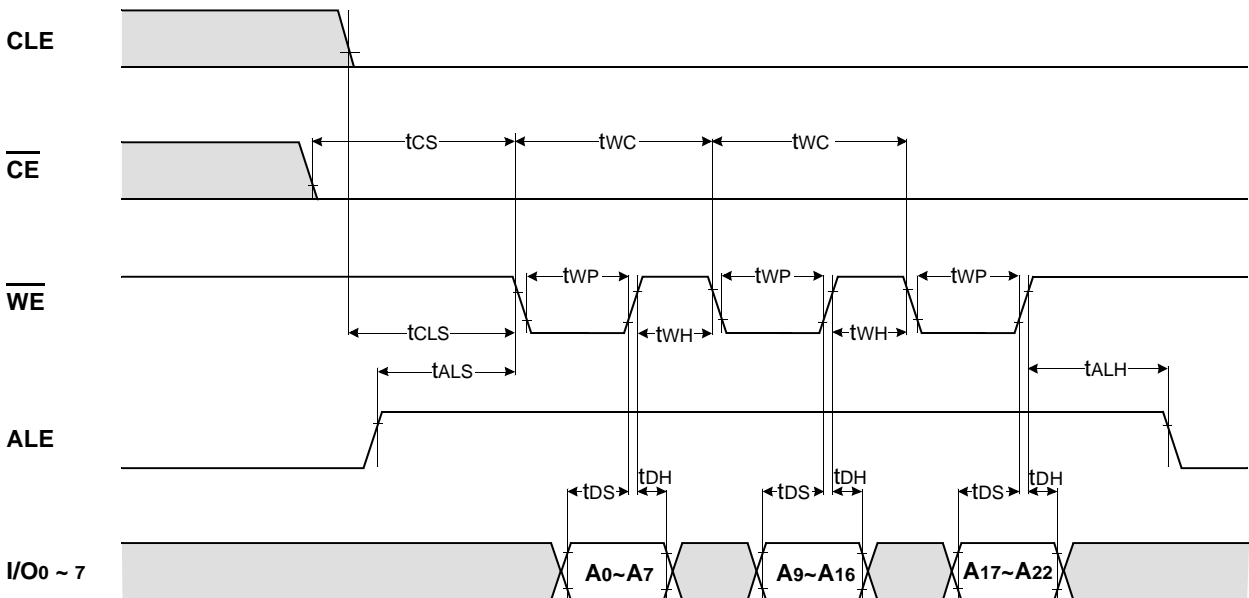 CLE
tCS
tWC
tWC
CE
tWP
tWP
tWP
WE
tCLS
tWH
tWH
tALS
tALH
ALE
tDS
tDH
tDS
tDH
tDS
tDH
I/O0 ~ 7
A0~A7
A9~A16
A17~A22